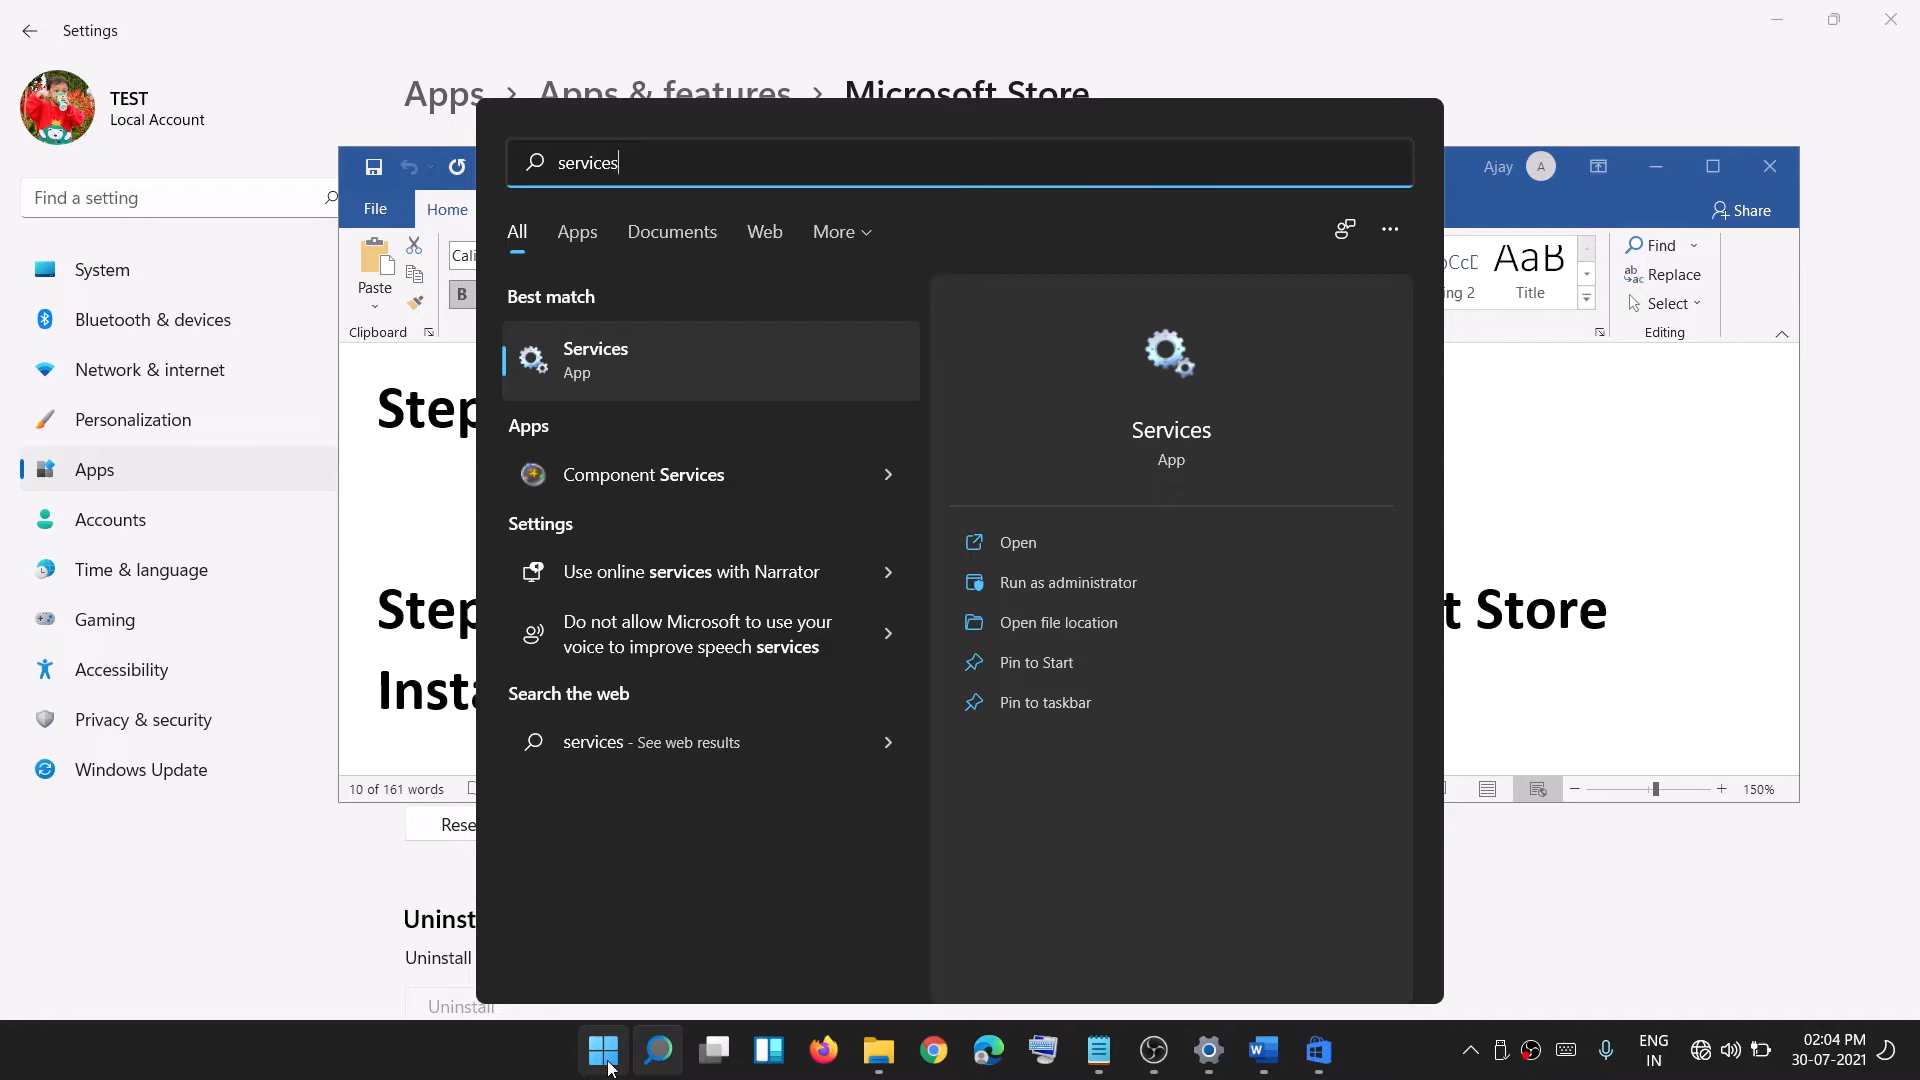 Settings
TEST
Local Account
Find a setting
System
Bluetooth & devices
Network & internet
Personalization
Apps
Accounts
Time & language
Gaming
Accessibility
Privacy & security
Windows Update
Apps > Apps & features > Microsoft Store
File
Home
Cali
Paste
B
Clipboard
Step
Step
Insta
10 of 161 words
Rese
Uninst
Uninstall
Uninstall
services
All
Apps
Documents
Web
More
Best match
Services
App
Apps
Component Services
Settings
Use online services with Narrator
Do not allow Microsoft to use your
voice to improve speech services
Search the web
services - See web results
Services
App
Open
Run as administrator
Open file location
Pin to Start
Pin to taskbar
Ajay
A
Share
AaB
ing 2
Title
Find
Replace
Select
Editing
t Store
150%
ENG
IN
02:04 PM
30-07-2021